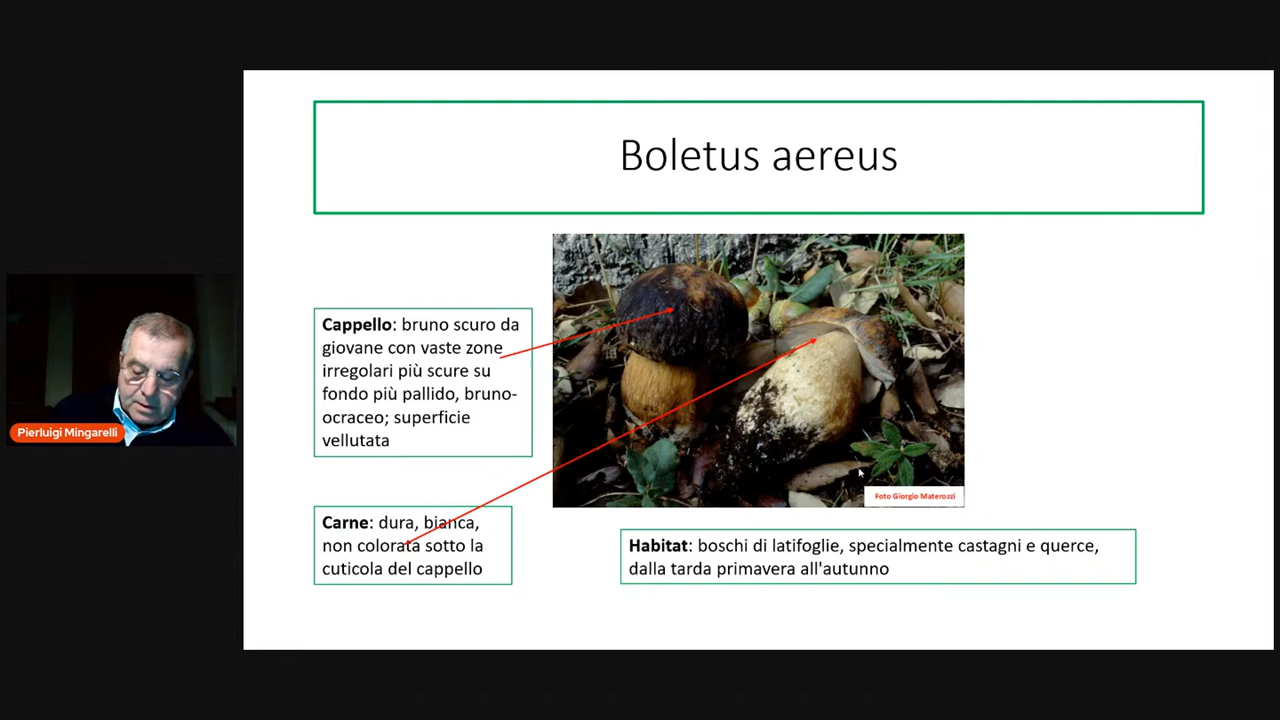 Boletus aereus
Cappello: bruno scuro da
giovane con vaste zone
irregolari più scure su
fondo più pallido, bruno-
ocraceo; superficie
vellutata
Pierluigi Mingarelli
Foto Giorgio Materozzi
Carne: dura, bianca,
non colorata sotto la
cuticola del cappello
Habitat: boschi di latifoglie, specialmente castagni e querce,
dalla tarda primavera all'autunno